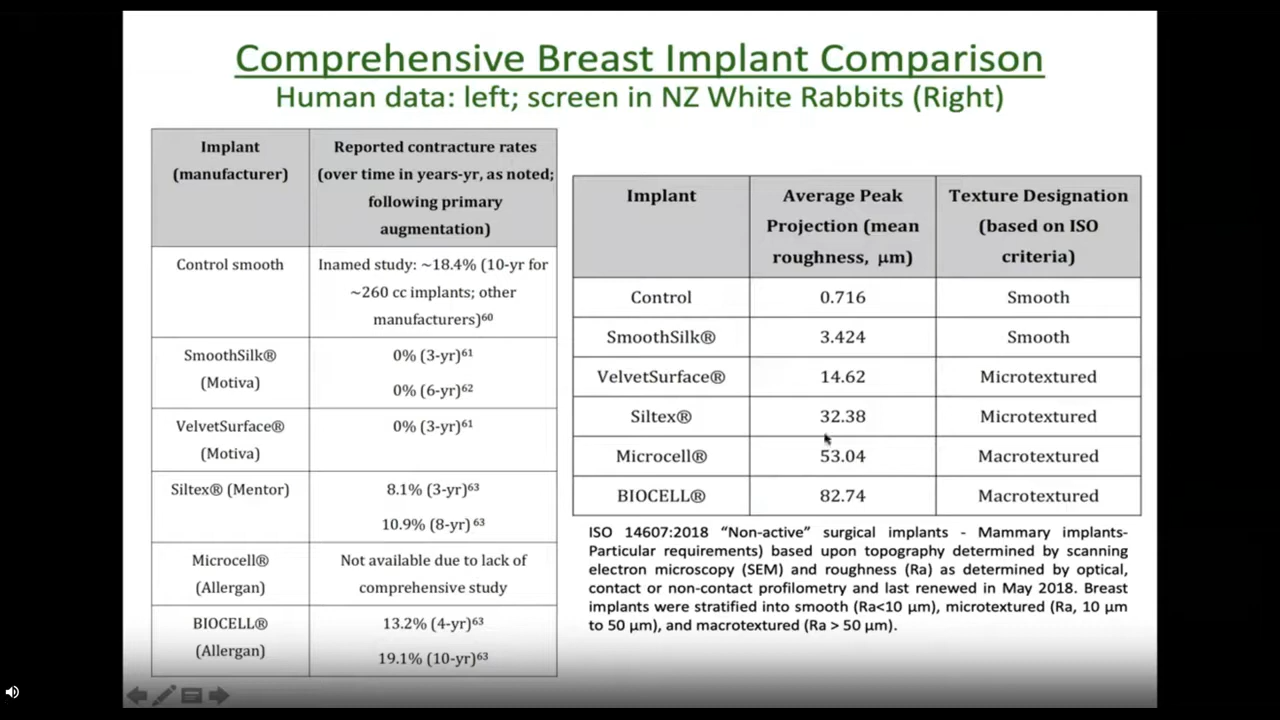 Comprehensive Breast Implant Comparison
Human data: left; screen in NZ White Rabbits (Right)
Implant
(manufacturer)
Reported contracture rates
(over time in years-yr, as noted;
following primary
augmentation)
Control smooth
Inamed study: ~18.4% (10-yr for
~260 cc implants; other
manufacturers)⁶⁰
SmoothSilk®
(Motiva)
0% (3-yr)⁶¹
0% (6-yr)⁶²
VelvetSurface®
(Motiva)
0% (3-yr)⁶¹
Siltex® (Mentor)
8.1% (3-yr)⁶³
10.9% (8-yr) ⁶³
Microcell®
(Allergan)
Not available due to lack of
comprehensive study
BIOCELL®
(Allergan)
13.2% (4-yr)⁶³
19.1% (10-yr)⁶³
Implant
Average Peak
Projection (mean
roughness, μm)
Texture Designation
(based on ISO
criteria)
Control
0.716
Smooth
SmoothSilk®
3.424
Smooth
VelvetSurface®
14.62
Microtextured
Siltex®
32.38
Microtextured
Microcell®
53.04
Macrotextured
BIOCELL®
82.74
Macrotextured
ISO 14607:2018 “Non-active” surgical implants - Mammary implants-
Particular requirements) based upon topography determined by scanning
electron microscopy (SEM) and roughness (Ra) as determined by optical,
contact or non-contact profilometry and last renewed in May 2018. Breast
implants were stratified into smooth (Ra<10 μm), microtextured (Ra, 10 μm
to 50 μm), and macrotextured (Ra > 50 μm).